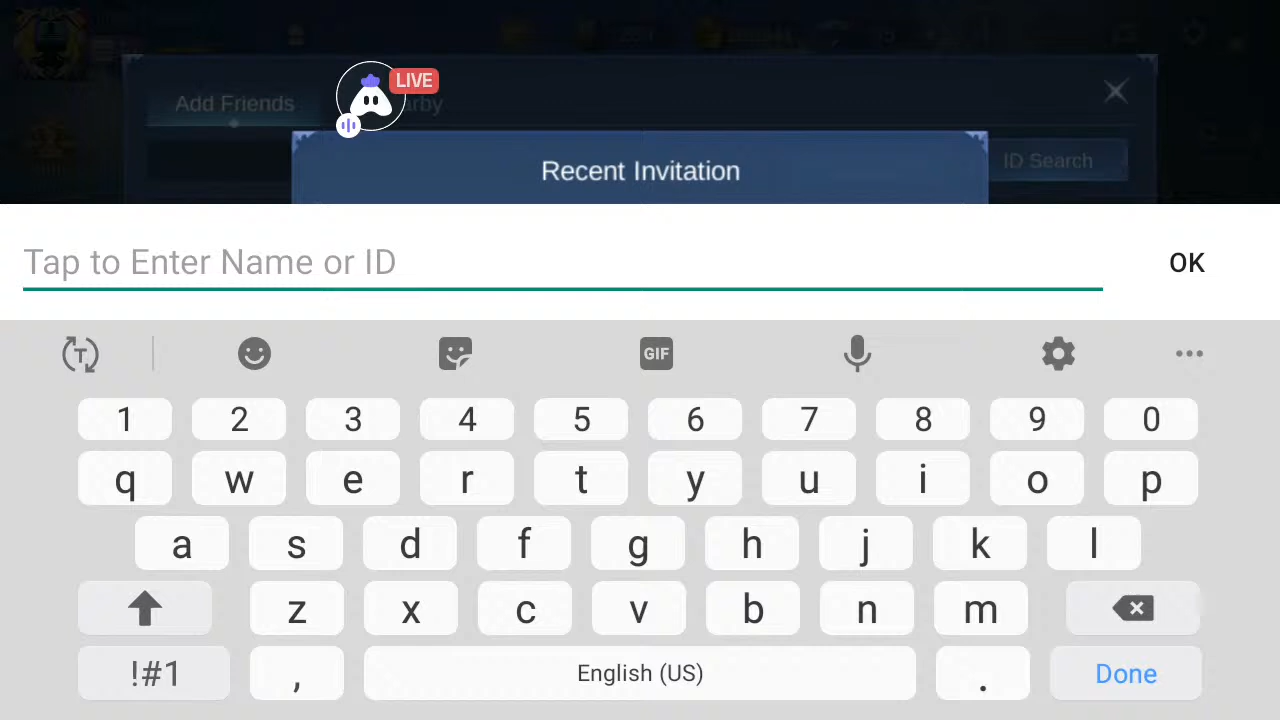 LIVE
Add Friends
arby
ID Search
Recent Invitation
Tap to Enter Name or ID
OK
T
GIF
1 2 3 4 5 6 7 8 9 0
q w e r t y u i o p
a s d f g h j k l
z x c v b n m
!#1 , English (US) . Done